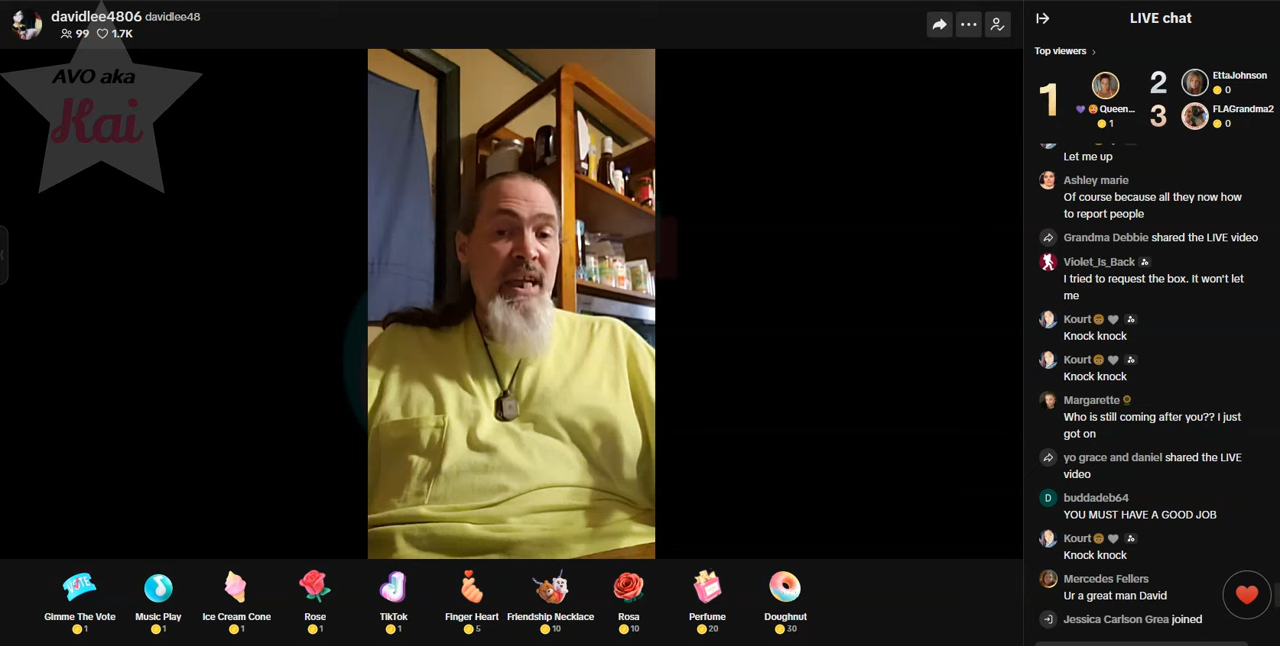 davidlee4806 davidlee48
99 1.7K
AVO aka
Kai
LIVE chat
Top viewers
1
Queen...
1
2
EttaJohnson
0
3
FLAGrandma2
0
Let me up
Ashley marie
Of course because all they now how
to report people
Grandma Debbie shared the LIVE video
Violet_Is_Back
I tried to request the box. It won't let
me
Kourt
Knock knock
Kourt
Knock knock
Margarette
Who is still coming after you?? I just
got on
yo grace and daniel shared the LIVE
video
D buddadeb64
YOU MUST HAVE A GOOD JOB
Kourt
Knock knock
Mercedes Fellers
Ur a great man David
Jessica Carlson Grea joined
VOTE
Gimme The Vote Music Play Ice Cream Cone Rose TikTok Finger Heart Friendship Necklace Rosa Perfume Doughnut
1 1 1 1 1 5 10 10 20 30